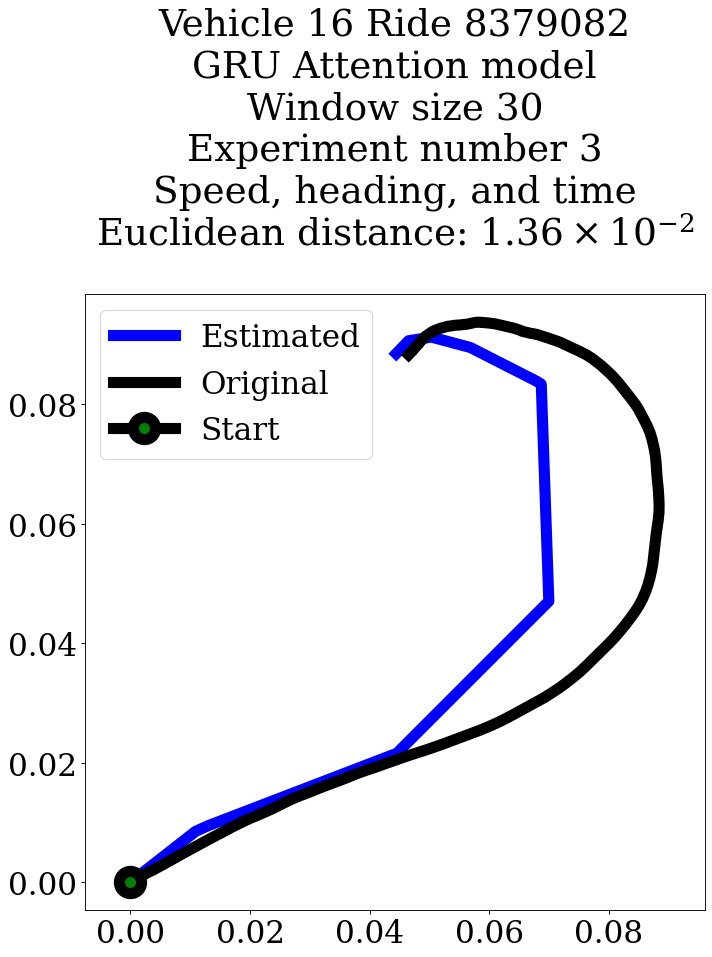 Vehicle 16 Ride 8379082
GRU Attention model
Window size 30
Experiment number 3
Speed, heading, and time
Euclidean distance: 1.36 × 10⁻²
Estimated
Original
Start
0.08
0.06
0.04
0.02
0.00
0.00 0.02 0.04 0.06 0.08